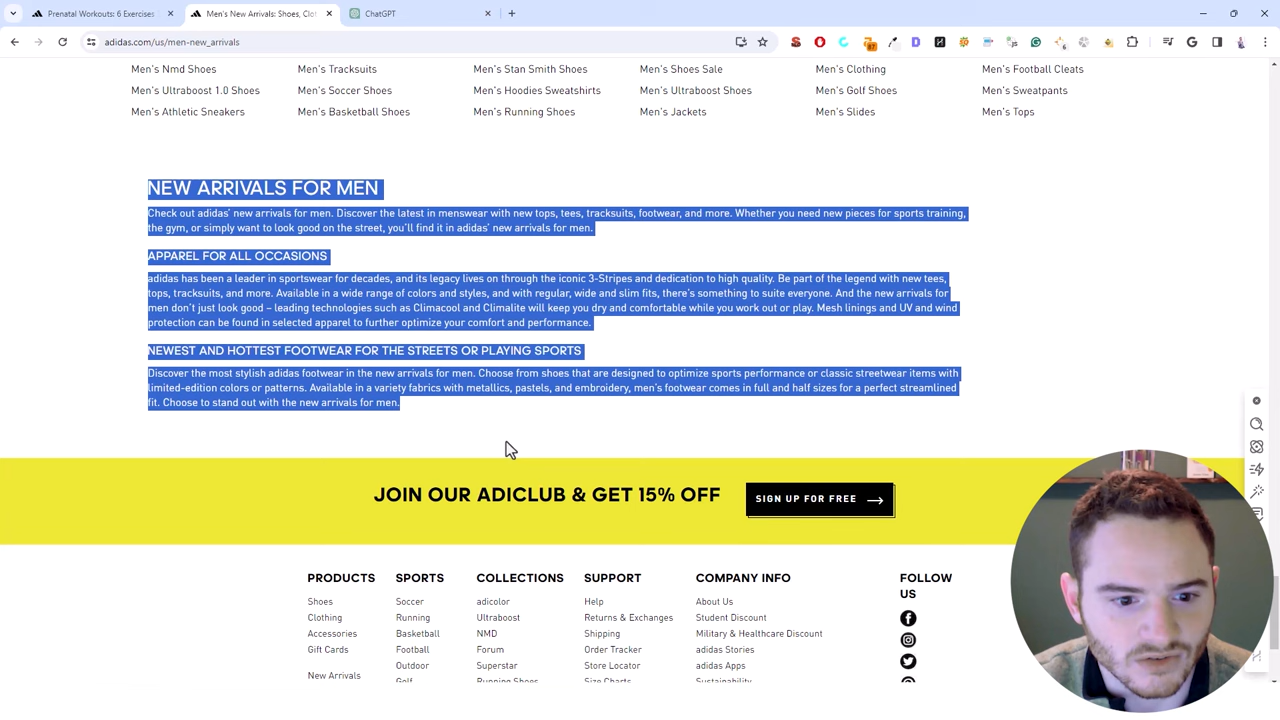 Prenatal Workouts: 6 Exercises
Men's New Arrivals: Shoes, Clot
ChatGPT
adidas.com/us/men-new_arrivals
Men's Nmd Shoes
Men's Tracksuits
Men's Stan Smith Shoes
Men's Shoes Sale
Men's Clothing
Men's Football Cleats
Men's Ultraboost 1.0 Shoes
Men's Soccer Shoes
Men's Hoodies Sweatshirts
Men's Ultraboost Shoes
Men's Golf Shoes
Men's Sweatpants
Men's Athletic Sneakers
Men's Basketball Shoes
Men's Running Shoes
Men's Jackets
Men's Slides
Men's Tops
NEW ARRIVALS FOR MEN
Check out adidas' new arrivals for men. Discover the latest in menswear with new tops, tees, tracksuits, footwear, and more. Whether you need new pieces for sports training,
the gym, or simply want to look good on the street, you'll find it in adidas' new arrivals for men.
APPAREL FOR ALL OCCASIONS
adidas has been a leader in sportswear for decades, and its legacy lives on through the iconic 3-Stripes and dedication to high quality. Be part of the legend with new tees,
tops, tracksuits, and more. Available in a wide range of colors and styles, and with regular, wide and slim fits, there's something to suite everyone. And the new arrivals for
men don't just look good – leading technologies such as Climacool and Climalite will keep you dry and comfortable while you work out or play. Mesh linings and UV and wind
protection can be found in selected apparel to further optimize your comfort and performance.
NEWEST AND HOTTEST FOOTWEAR FOR THE STREETS OR PLAYING SPORTS
Discover the most stylish adidas footwear in the new arrivals for men. Choose from shoes that are designed to optimize sports performance or classic streetwear items with
limited-edition colors or patterns. Available in a variety fabrics with metallics, pastels, and embroidery, men's footwear comes in full and half sizes for a perfect streamlined
fit. Choose to stand out with the new arrivals for men.
JOIN OUR ADICLUB & GET 15% OFF
SIGN UP FOR FREE
PRODUCTS
Shoes
Clothing
Accessories
Gift Cards
New Arrivals
SPORTS
Soccer
Running
Basketball
Football
Outdoor
Golf
COLLECTIONS
adicolor
Ultraboost
NMD
Forum
Superstar
Running Shoes
SUPPORT
Help
Returns & Exchanges
Shipping
Order Tracker
Store Locator
Size Charts
COMPANY INFO
About Us
Student Discount
Military & Healthcare Discount
adidas Stories
adidas Apps
Sustainability
FOLLOW
US